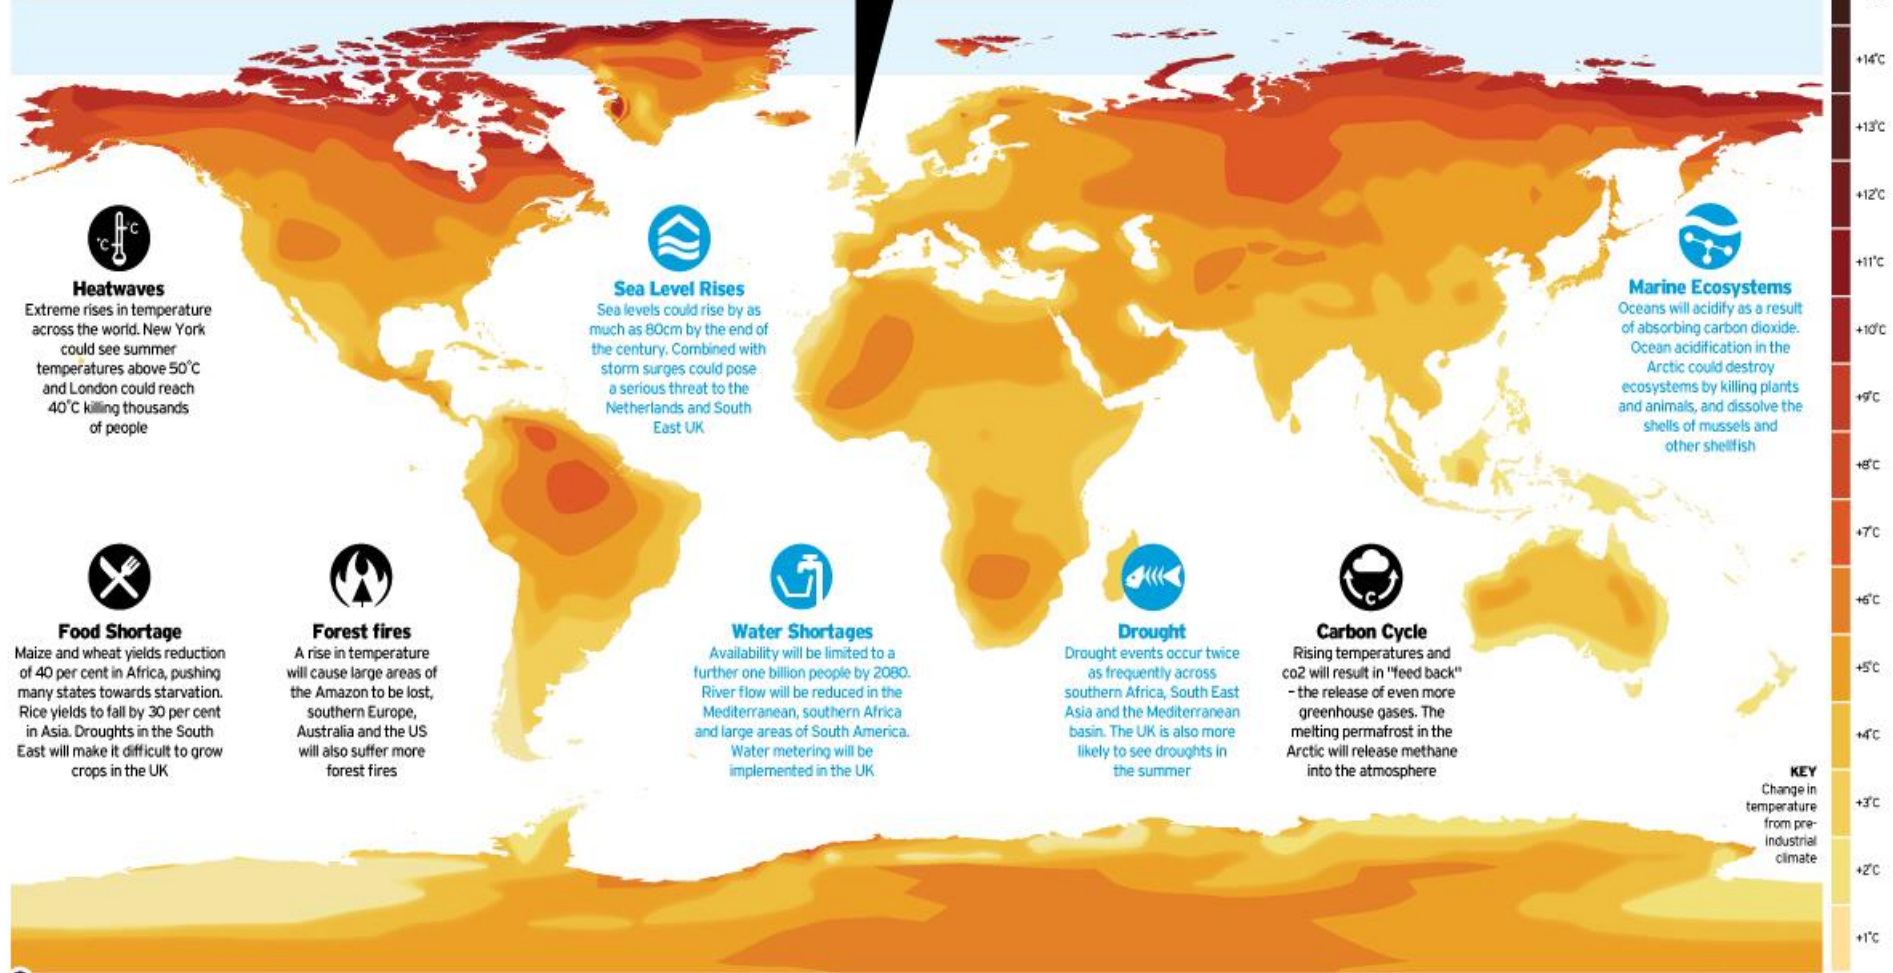 °C
°C
Heatwaves
Extreme rises in temperature
across the world. New York
could see summer
temperatures above 50°C
and London could reach
40°C killing thousands
of people
Sea Level Rises
Sea levels could rise by as
much as 80cm by the end of
the century. Combined with
storm surges could pose
a serious threat to the
Netherlands and South
East UK
Marine Ecosystems
Oceans will acidify as a result
of absorbing carbon dioxide.
Ocean acidification in the
Arctic could destroy
ecosystems by killing plants
and animals, and dissolve the
shells of mussels and
other shellfish
Food Shortage
Maize and wheat yields reduction
of 40 per cent in Africa, pushing
many states towards starvation.
Rice yields to fall by 30 per cent
in Asia. Droughts in the South
East will make it difficult to grow
crops in the UK
Forest fires
A rise in temperature
will cause large areas of
the Amazon to be lost,
southern Europe,
Australia and the US
will also suffer more
forest fires
Water Shortages
Availability will be limited to a
further one billion people by 2080.
River flow will be reduced in the
Mediterranean, southern Africa
and large areas of South America.
Water metering will be
implemented in the UK
Drought
Drought events occur twice
as frequently across
southern Africa, South East
Asia and the Mediterranean
basin. The UK is also more
likely to see droughts in
the summer
C
Carbon Cycle
Rising temperatures and
co2 will result in "feed back"
- the release of even more
greenhouse gases. The
melting permafrost in the
Arctic will release methane
into the atmosphere
KEY
Change in
temperature
from pre-
industrial
climate
+14°C
+13°C
+12°C
+11°C
+10°C
+9°C
+8°C
+7°C
+6°C
+5°C
+4°C
+3°C
+2°C
+1°C